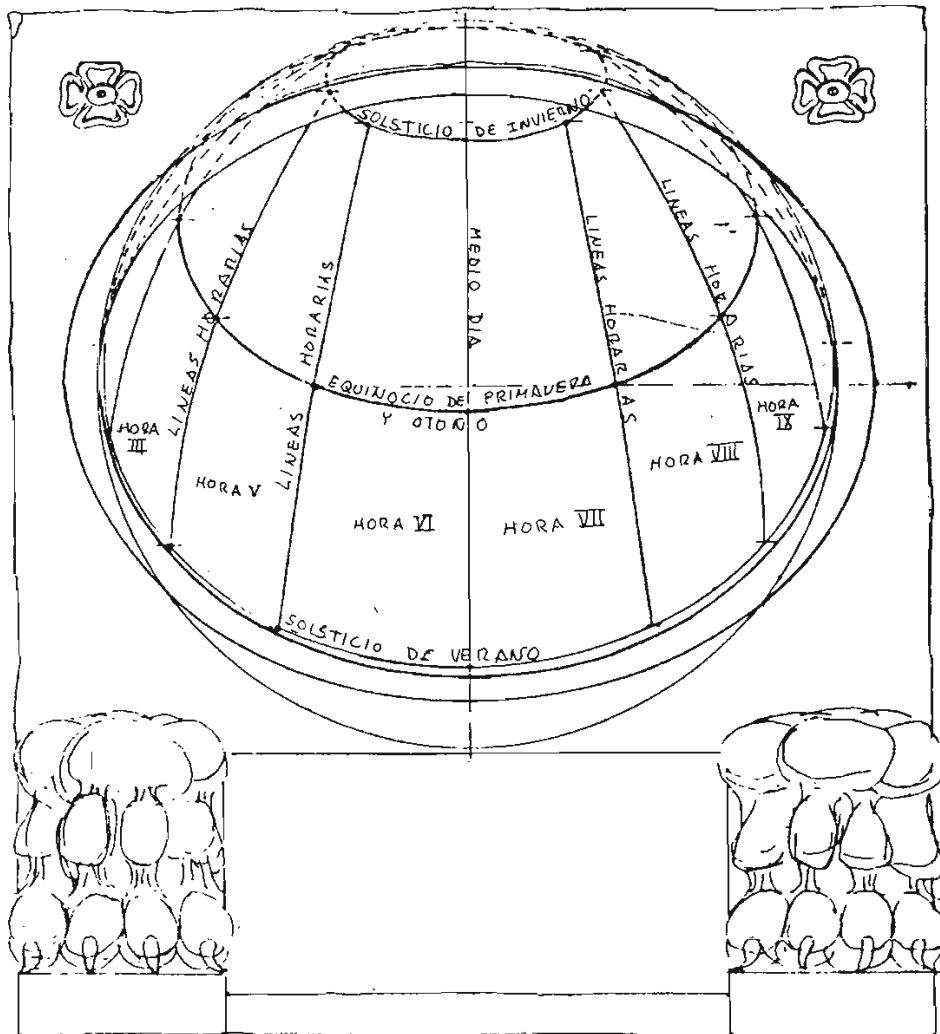 SOLSTICIO DE INVIERNO
LINEAS HORARIAS
LINEAS HORARIAS
MEDIO DIA
LINEAS HORARIAS
LINEAS HORARIAS
EQUINOCIO DE PRIMAVERA
Y OTOÑO
HORA III
HORA V
HORA VI
HORA VII
HORA VIII
HORA IX
SOLSTICIO DE VERANO